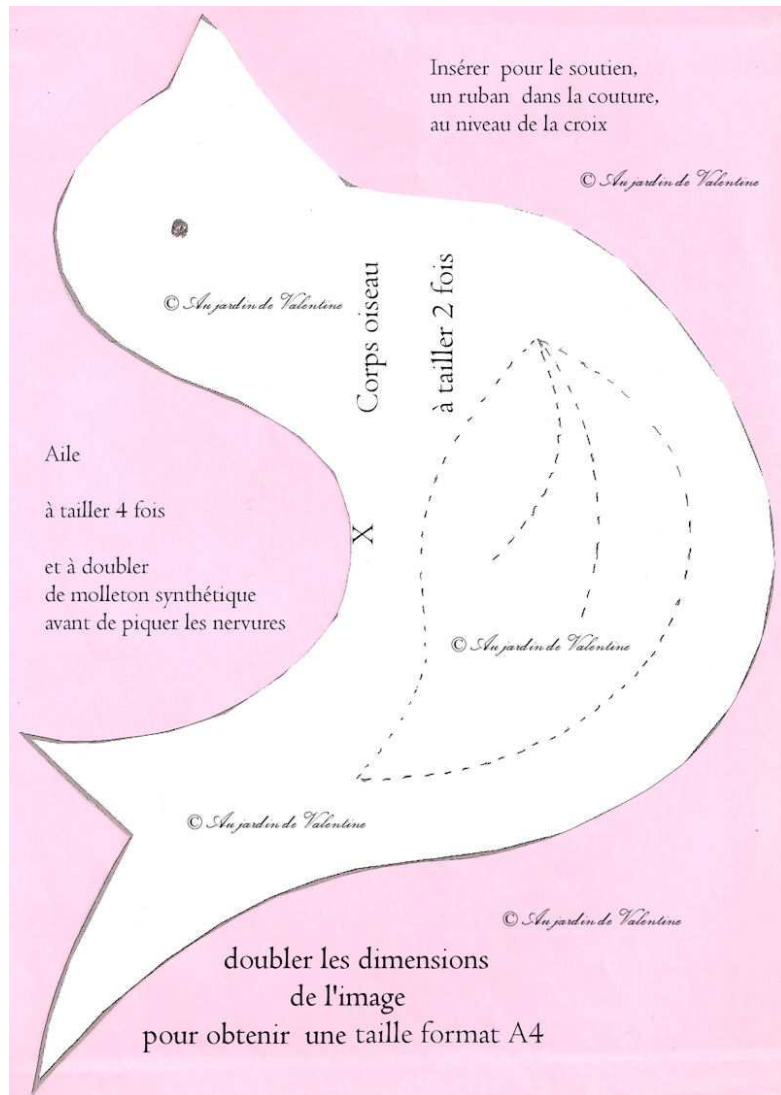 Insérer pour le soutien,
un ruban dans la couture,
au niveau de la croix
© Au jardin de Valentine
© Au jardin de Valentine
Corps oiseau
à tailler 2 fois
Aile
à tailler 4 fois
et à doubler
de molleton synthétique
avant de piquer les nervures
X
© Au jardin de Valentine
© Au jardin de Valentine
© Au jardin de Valentine
doubler les dimensions
de l'image
pour obtenir une taille format A4